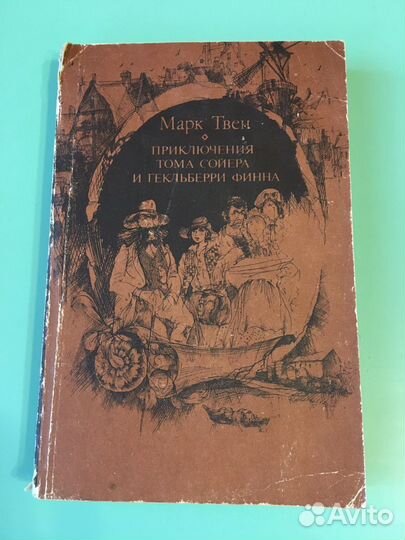 Марк Твен
ПРИКЛЮЧЕНИЯ
ТОМА СОЙЕРА
И ГЕКЛЬБЕРРИ ФИННА
Avito